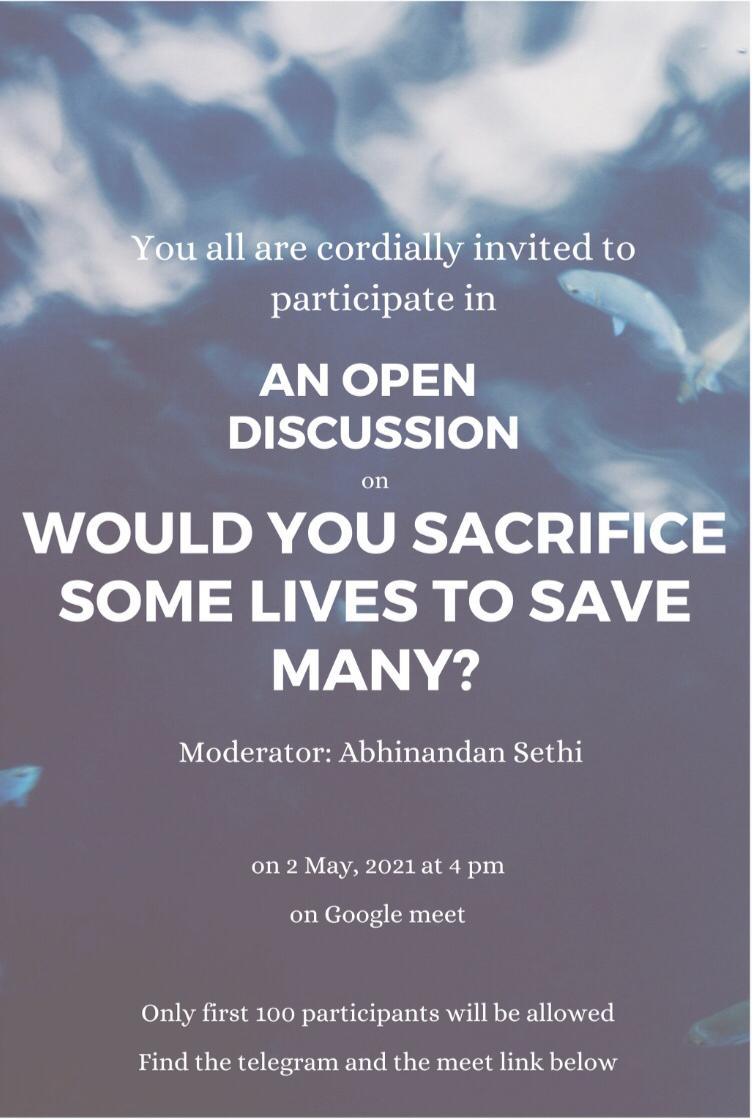 You all are cordially invited to
participate in
AN OPEN
DISCUSSION
on
WOULD YOU SACRIFICE
SOME LIVES TO SAVE
MANY?
Moderator: Abhinandan Sethi
on 2 May, 2021 at 4 pm
on Google meet
Only first 100 participants will be allowed
Find the telegram and the meet link below